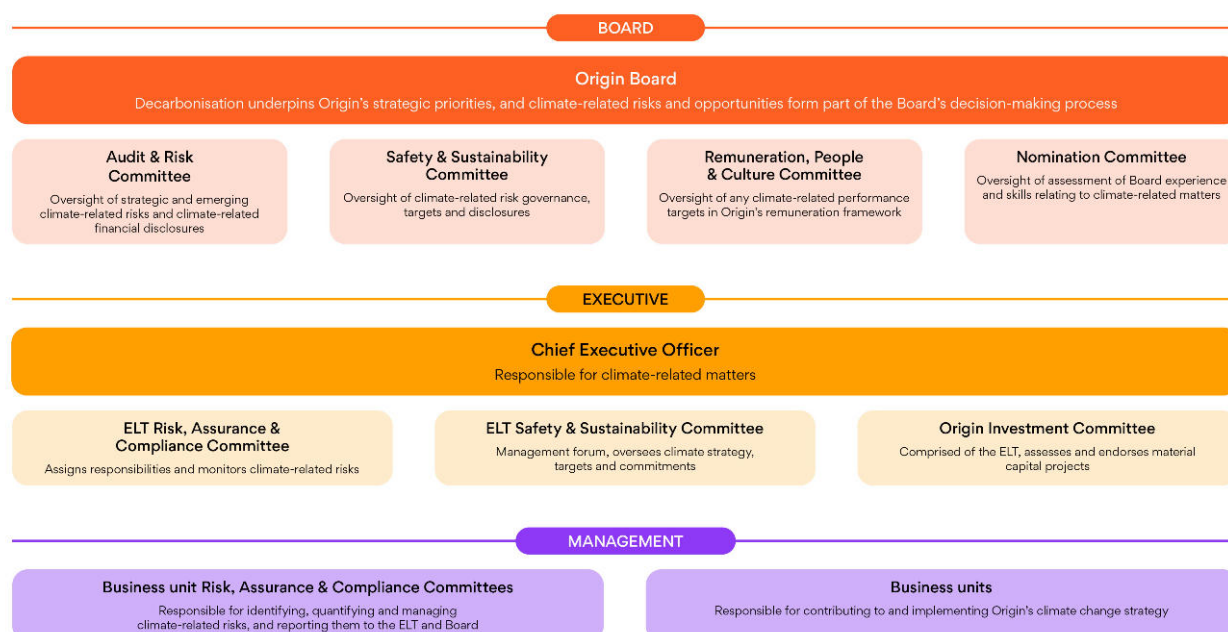 BOARD
Origin Board
Decarbonisation underpins Origin's strategic priorities, and climate-related risks and opportunities form part of the Board's decision-making process
Audit & Risk
Committee
Oversight of strategic and emerging
climate-related risks and climate-related
financial disclosures
Safety & Sustainability
Committee
Oversight of climate-related risk governance,
targets and disclosures
Remuneration, People
& Culture Committee
Oversight of any climate-related performance
targets in Origin's remuneration framework
Nomination Committee
Oversight of assessment of Board experience
and skills relating to climate-related matters
EXECUTIVE
Chief Executive Officer
Responsible for climate-related matters
ELT Risk, Assurance &
Compliance Committee
Assigns responsibilities and monitors climate-related risks
ELT Safety & Sustainability Committee
Management forum, oversees climate strategy,
targets and commitments
Origin Investment Committee
Comprised of the ELT, assesses and endorses material
capital projects
MANAGEMENT
Business unit Risk, Assurance & Compliance Committees
Responsible for identifying, quantifying and managing
climate-related risks, and reporting them to the ELT and Board
Business units
Responsible for contributing to and implementing Origin's climate change strategy